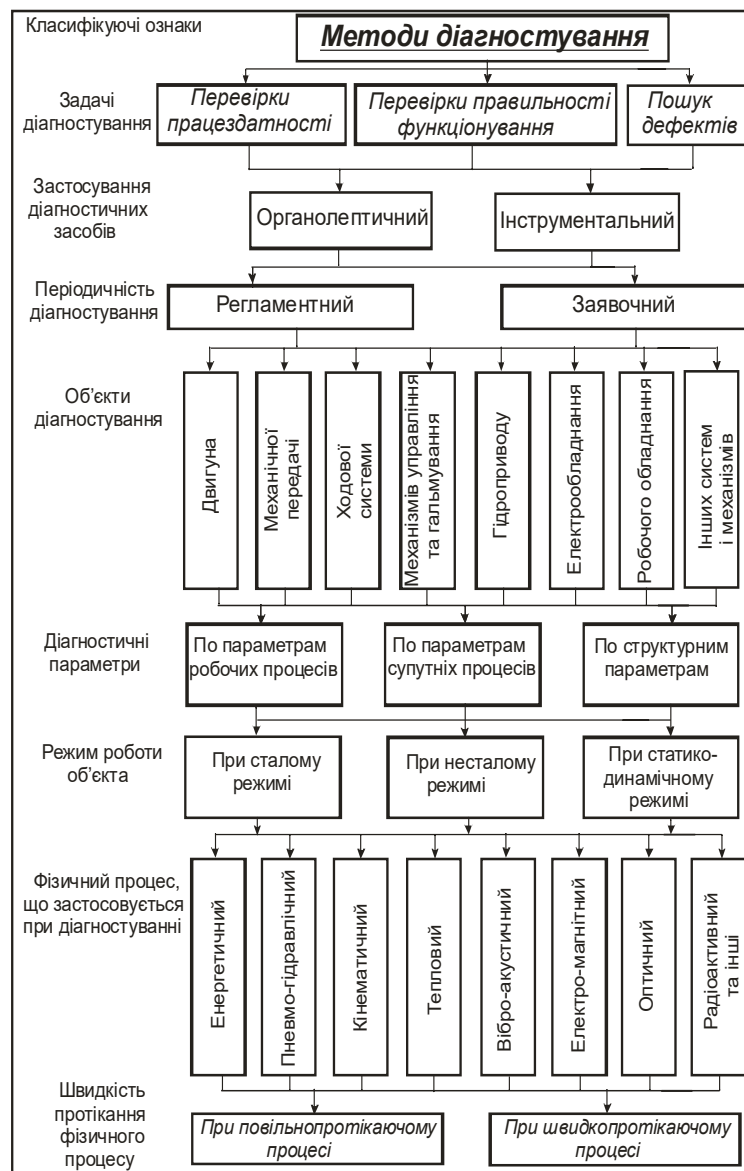 Класифікуючі ознаки
Методи діагностування
Задачі
діагностування
Перевірки
працездатності
Перевірки правильності
функціонування
Пошук
дефектів
Застосування
діагностичних
засобів
Органолептичний
Інструментальний
Періодичність
діагностування
Регламентний
Заявочний
Об’єкти
діагностування
Двигуна
Механічної
передачі
Ходової
системи
Механізмів управління
та гальмування
Гідроприводу
Електрообладнання
Робочого обладнання
Інших систем
і механізмів
Діагностичні
параметри
По параметрам
робочих процесів
По параметрам
супутніх процесів
По структурним
параметрам
Режим роботи
об’єкта
При сталому
режимі
При несталому
режимі
При статико-
динамічному
режимі
Фізичний процес,
що застосовується
при діагностуванні
Енергетичний
Пневмо-гідравлічний
Кінематичний
Тепловий
Вібро-акустичний
Електро-магнітний
Оптичний
Радіоактивний
та інші
Швидкість
протікання
фізичного
процесу
При повільнопротікаючому
процесі
При швидкопротікаючому
процесі